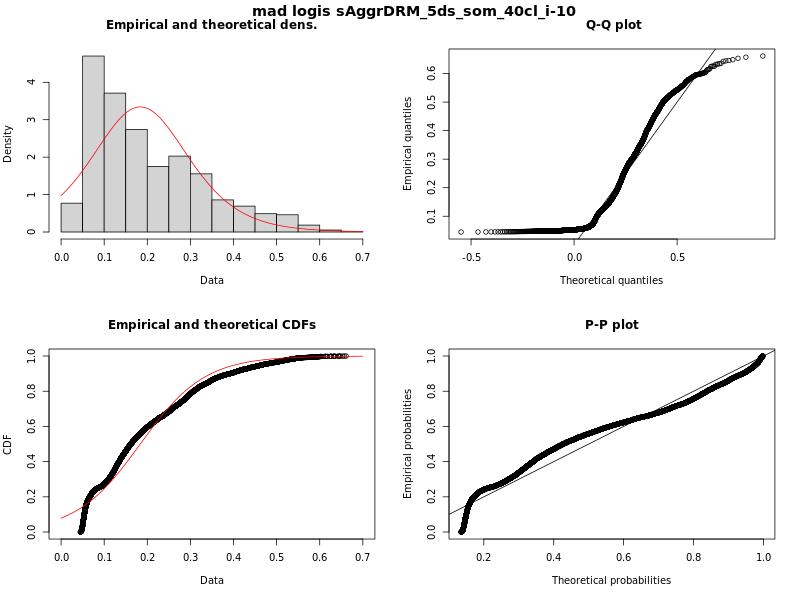 mad logis sAggrDRM_5ds_som_40cl_i-10
Empirical and theoretical dens.
Density
0 1 2 3 4
0.0 0.1 0.2 0.3 0.4 0.5 0.6 0.7
Data
Q-Q plot
Empirical quantiles
0.1 0.2 0.3 0.4 0.5 0.6
-0.5 0.0 0.5
Theoretical quantiles
Empirical and theoretical CDFs
CDF
0.0 0.2 0.4 0.6 0.8 1.0
0.0 0.1 0.2 0.3 0.4 0.5 0.6 0.7
Data
P-P plot
Empirical probabilities
0.0 0.2 0.4 0.6 0.8 1.0
0.2 0.4 0.6 0.8 1.0
Theoretical probabilities